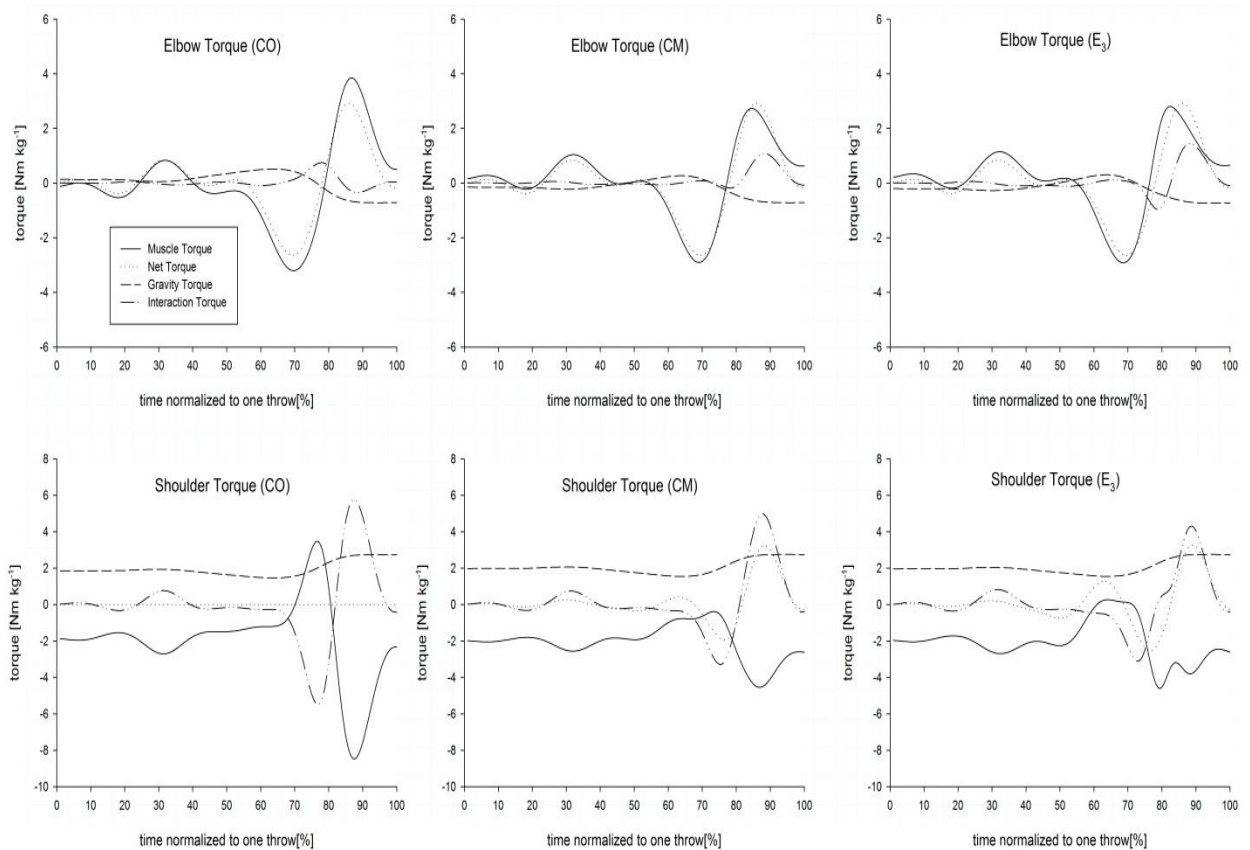 Elbow Torque (CO)
torque [Nm kg⁻¹]
6
4
2
0
-2
-4
-6
Muscle Torque
Net Torque
Gravity Torque
Interaction Torque
0 10 20 30 40 50 60 70 80 90 100
time normalized to one throw[%]
Elbow Torque (CM)
torque [Nm kg⁻¹]
6
4
2
0
-2
-4
-6
0 10 20 30 40 50 60 70 80 90 100
time normalized to one throw[%]
Elbow Torque (E₃)
torque [Nm kg⁻¹]
6
4
2
0
-2
-4
-6
0 10 20 30 40 50 60 70 80 90 100
time normalized to one throw[%]
Shoulder Torque (CO)
torque [Nm kg⁻¹]
8
6
4
2
0
-2
-4
-6
-8
-10
0 10 20 30 40 50 60 70 80 90 100
time normalized to one throw[%]
Shoulder Torque (CM)
torque [Nm kg⁻¹]
8
6
4
2
0
-2
-4
-6
-8
-10
0 10 20 30 40 50 60 70 80 90 100
time normalized to one throw[%]
Shoulder Torque (E₃)
torque [Nm kg⁻¹]
8
6
4
2
0
-2
-4
-6
-8
-10
0 10 20 30 40 50 60 70 80 90 100
time normalized to one throw[%]